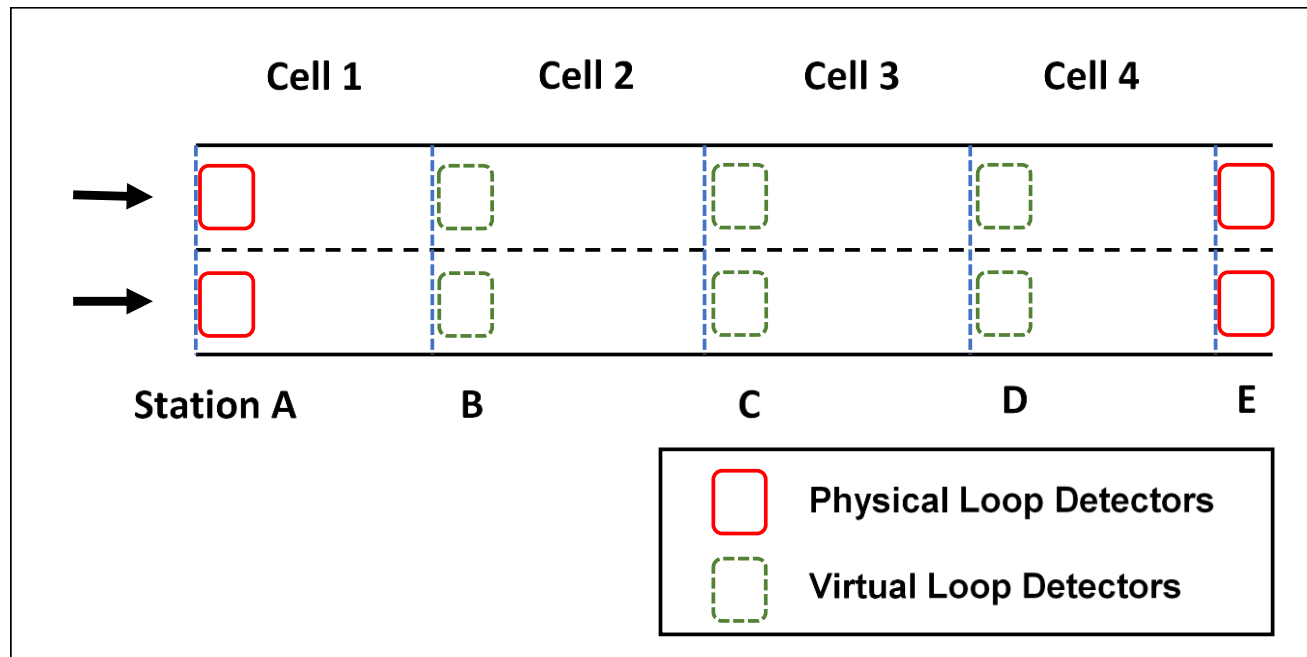 Cell 1 Cell 2 Cell 3 Cell 4
Station A B C D E
Physical Loop Detectors
Virtual Loop Detectors